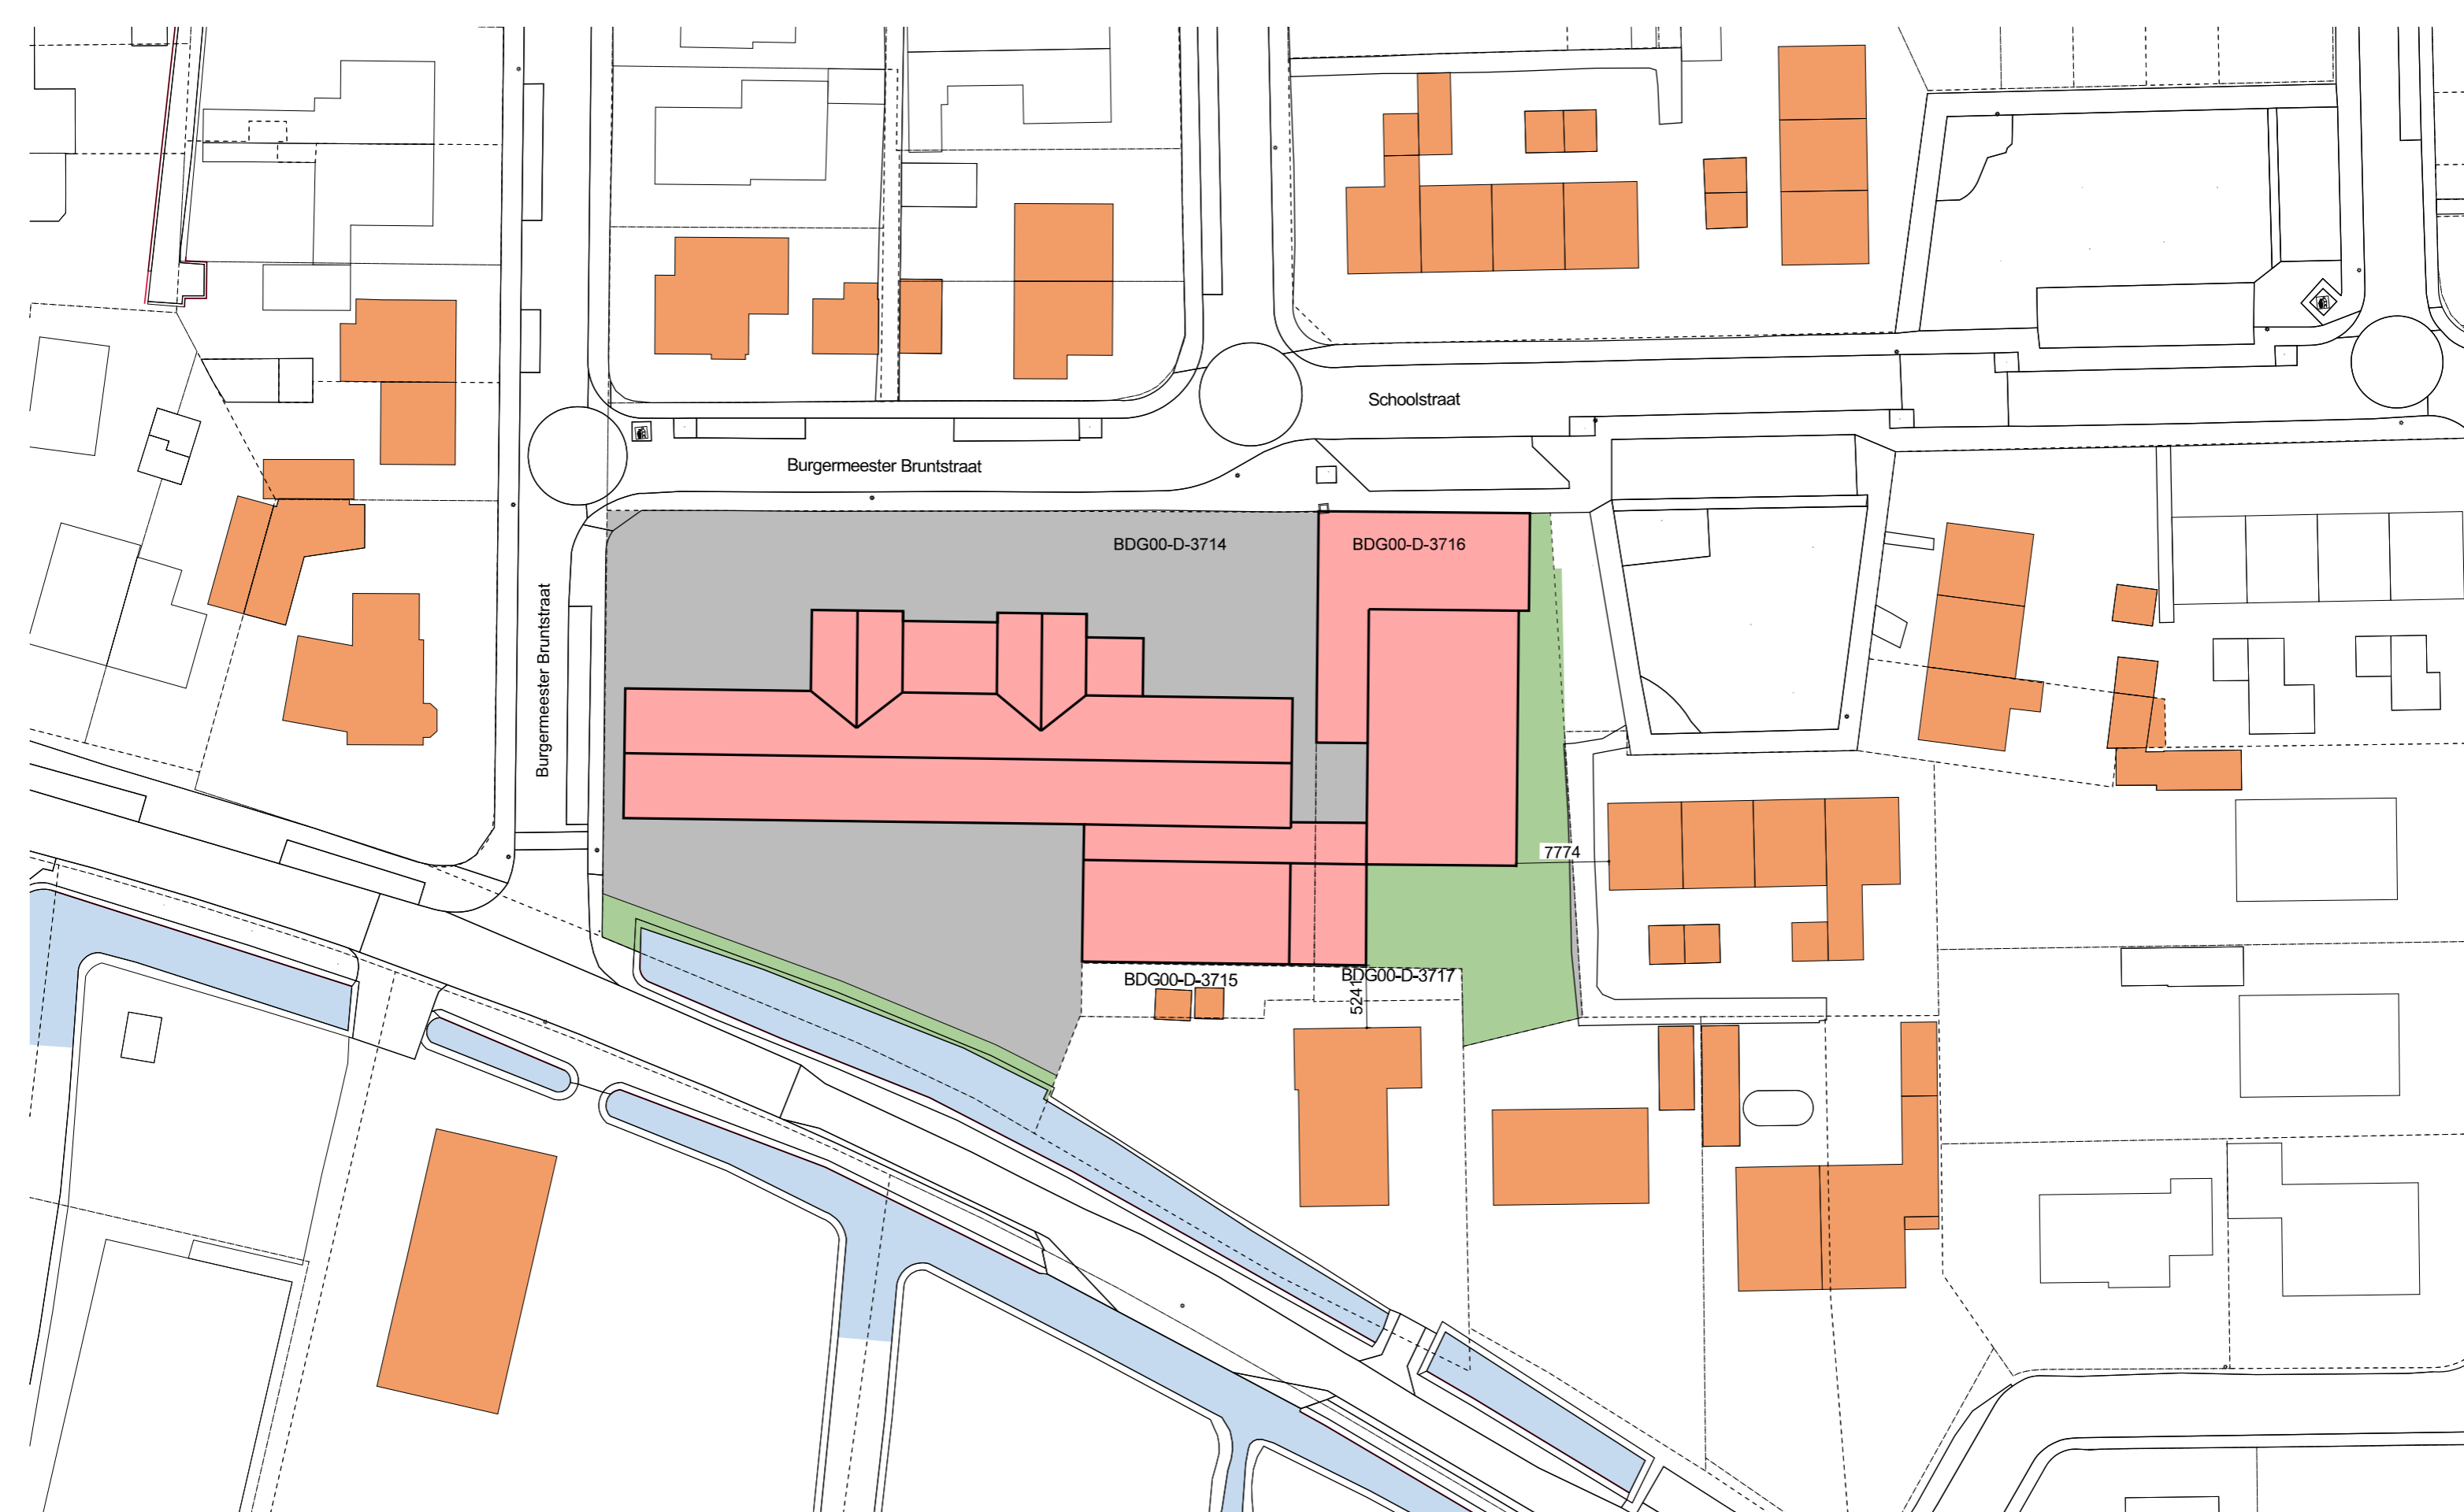 Schoolstraat
Burgermeester Bruntstraat
BDG00-D-3714
BDG00-D-3716
Burgermeester Bruntstraat
7774
BDG00-D-3715
BDG00-D-3717
5241